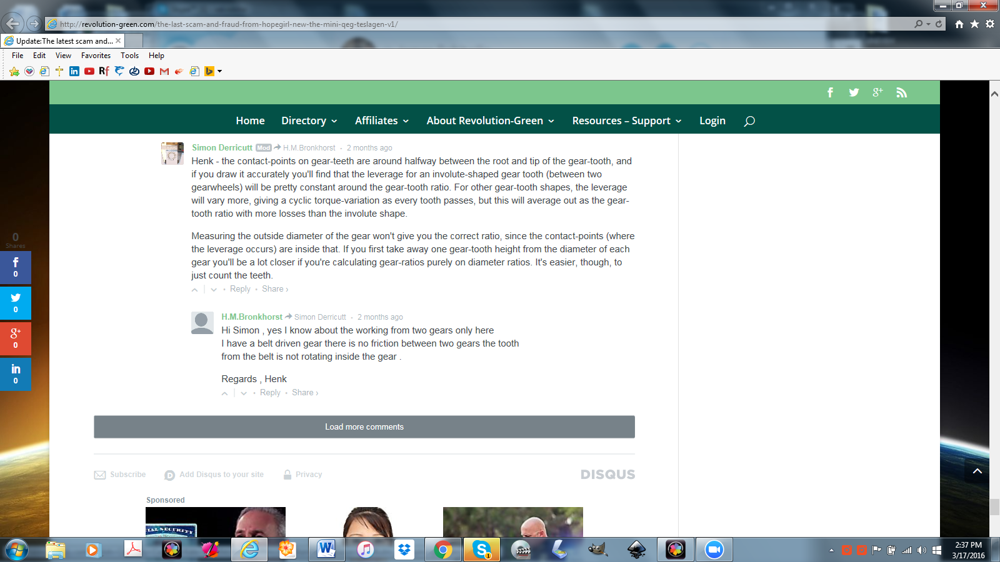 http://revolution-green.com/the-last-scam-and-fraud-from-hopegirl-new-the-mini-qeg-teslagen-v1/
Update:The latest scam and...
File Edit View Favorites Tools Help
Home Directory Affiliates About Revolution-Green Resources – Support Login
Simon Derricutt Mod H.M.Bronkhorst • 2 months ago
Henk - the contact-points on gear-teeth are around halfway between the root and tip of the gear-tooth, and
if you draw it accurately you'll find that the leverage for an involute-shaped gear tooth (between two
gearwheels) will be pretty constant around the gear-tooth ratio. For other gear-tooth shapes, the leverage
will vary more, giving a cyclic torque-variation as every tooth passes, but this will average out as the gear-
tooth ratio with more losses than the involute shape.
Measuring the outside diameter of the gear won't give you the correct ratio, since the contact-points (where
the leverage occurs) are inside that. If you first take away one gear-tooth height from the diameter of each
gear you'll be a lot closer if you're calculating gear-ratios purely on diameter ratios. It's easier, though, to
just count the teeth.
• Reply • Share ›
H.M.Bronkhorst Simon Derricutt • 2 months ago
Hi Simon , yes I know about the working from two gears only here
I have a belt driven gear there is no friction between two gears the tooth
from the belt is not rotating inside the gear .
Regards , Henk
• Reply • Share ›
Load more comments
Subscribe Add Disqus to your site Privacy DISQUS
Sponsored
0
Shares
0
0
0
0
2:37 PM
3/17/2016